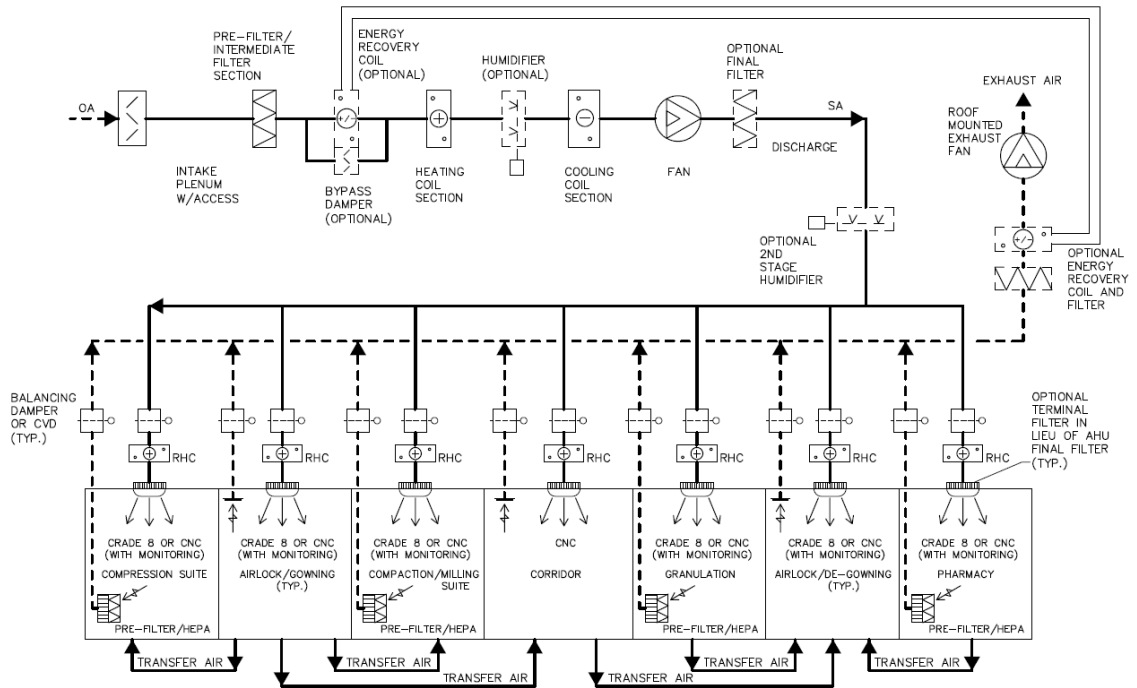 PRE-FILTER/
INTERMEDIATE
FILTER
SECTION
ENERGY
RECOVERY
COIL
(OPTIONAL)
HUMIDIFIER
(OPTIONAL)
OPTIONAL
FINAL
FILTER
EXHAUST AIR
OA
+/-
SA
ROOF
MOUNTED
EXHAUST
FAN
INTAKE
PLENUM
W/ACCESS
BYPASS
DAMPER
(OPTIONAL)
HEATING
COIL
SECTION
COOLING
COIL
SECTION
FAN
DISCHARGE
OPTIONAL
2ND
STAGE
HUMIDIFIER
+/-
OPTIONAL
ENERGY
RECOVERY
COIL AND
FILTER
BALANCING
DAMPER
OR CVD
(TYP.)
OPTIONAL
TERMINAL
FILTER IN
LIEU OF AHU
FINAL FILTER
(TYP.)
RHC
RHC
RHC
RHC
RHC
RHC
RHC
CRADE 8 OR CNC
(WITH MONITORING)
COMPRESSION SUITE
PRE-FILTER/HEPA
CRADE 8 OR CNC
(WITH MONITORING)
AIRLOCK/GOWNING
(TYP.)
CRADE 8 OR CNC
(WITH MONITORING)
COMPACTION/MILLING
SUITE
PRE-FILTER/HEPA
CNC
CORRIDOR
CRADE 8 OR CNC
(WITH MONITORING)
GRANULATION
PRE-FILTER/HEPA
CRADE 8 OR CNC
(WITH MONITORING)
AIRLOCK/DE-GOWNING
(TYP.)
CRADE 8 OR CNC
(WITH MONITORING)
PHARMACY
PRE-FILTER/HEPA
TRANSFER AIR
TRANSFER AIR
TRANSFER AIR
TRANSFER AIR
TRANSFER AIR
TRANSFER AIR